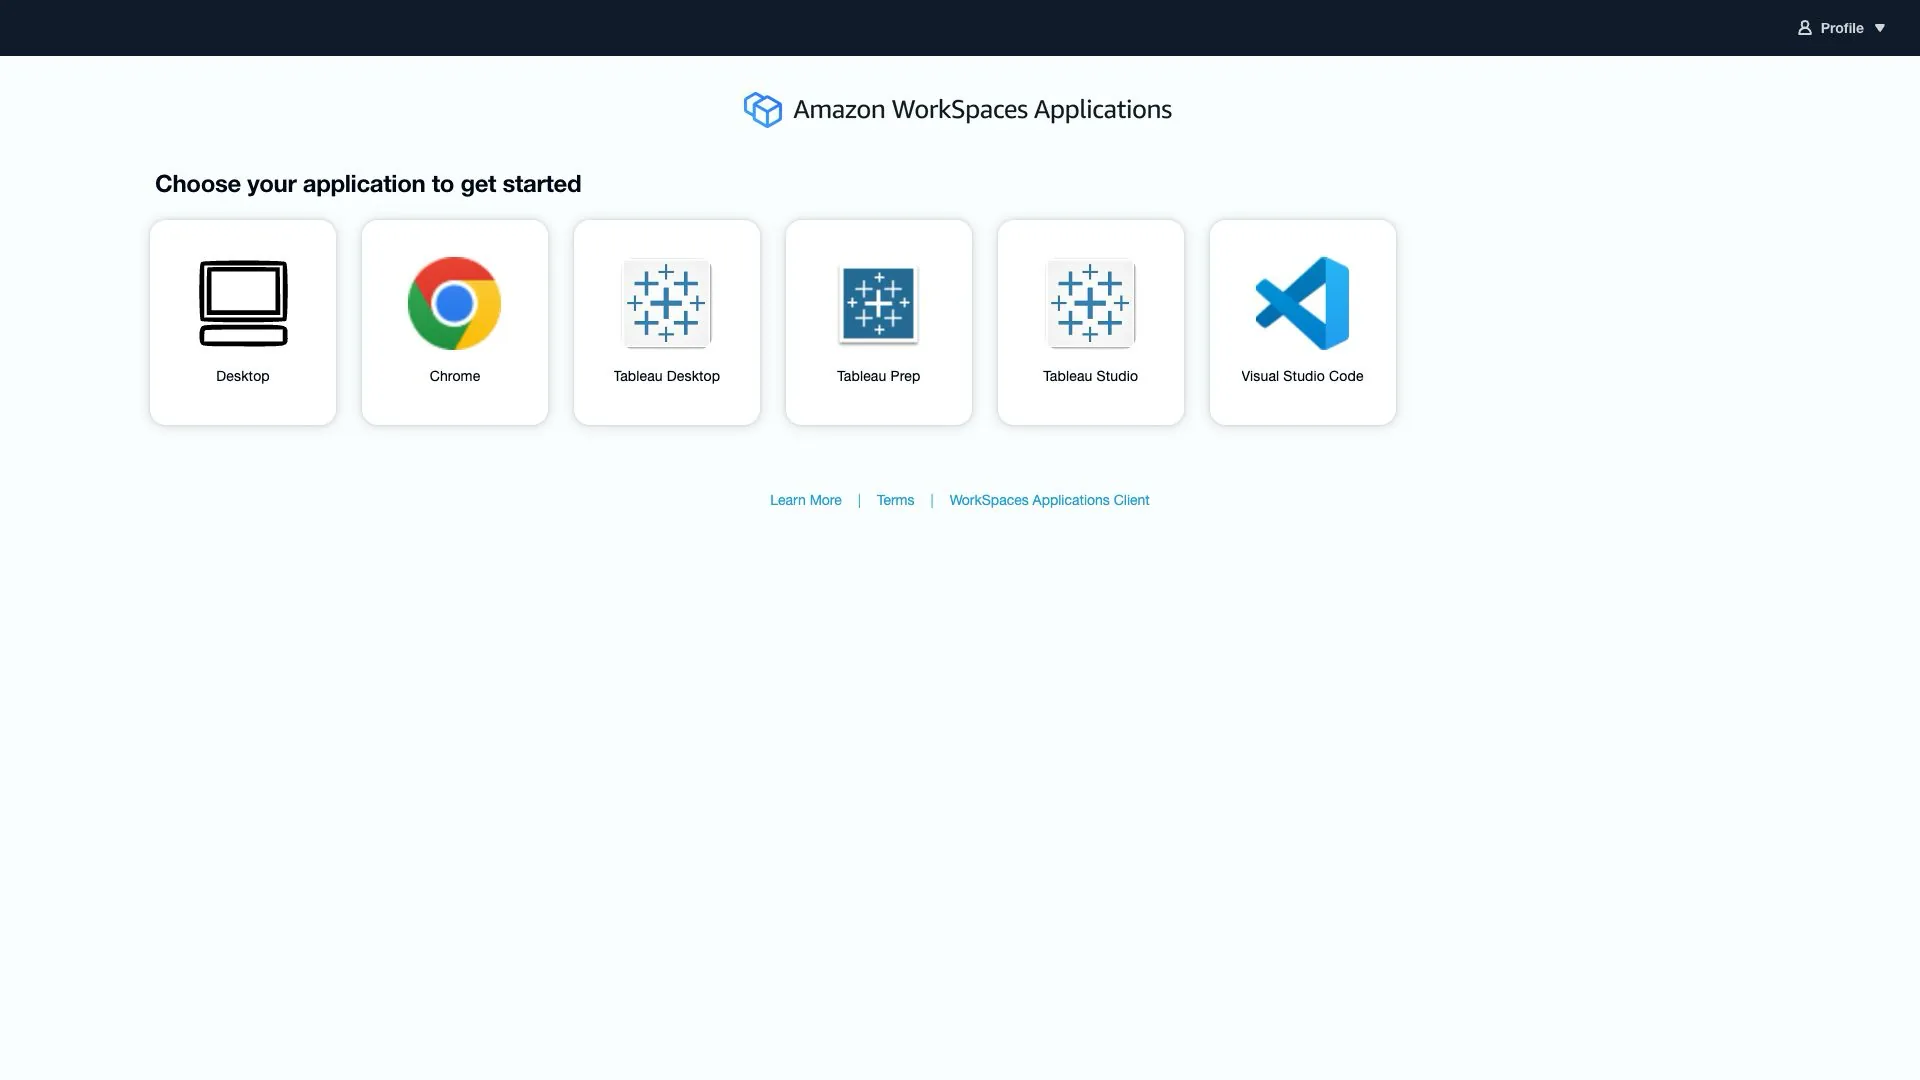 Profile
Amazon WorkSpaces Applications
Choose your application to get started
Desktop
Chrome
Tableau Desktop
Tableau Prep
Tableau Studio
Visual Studio Code
Learn More | Terms | WorkSpaces Applications Client